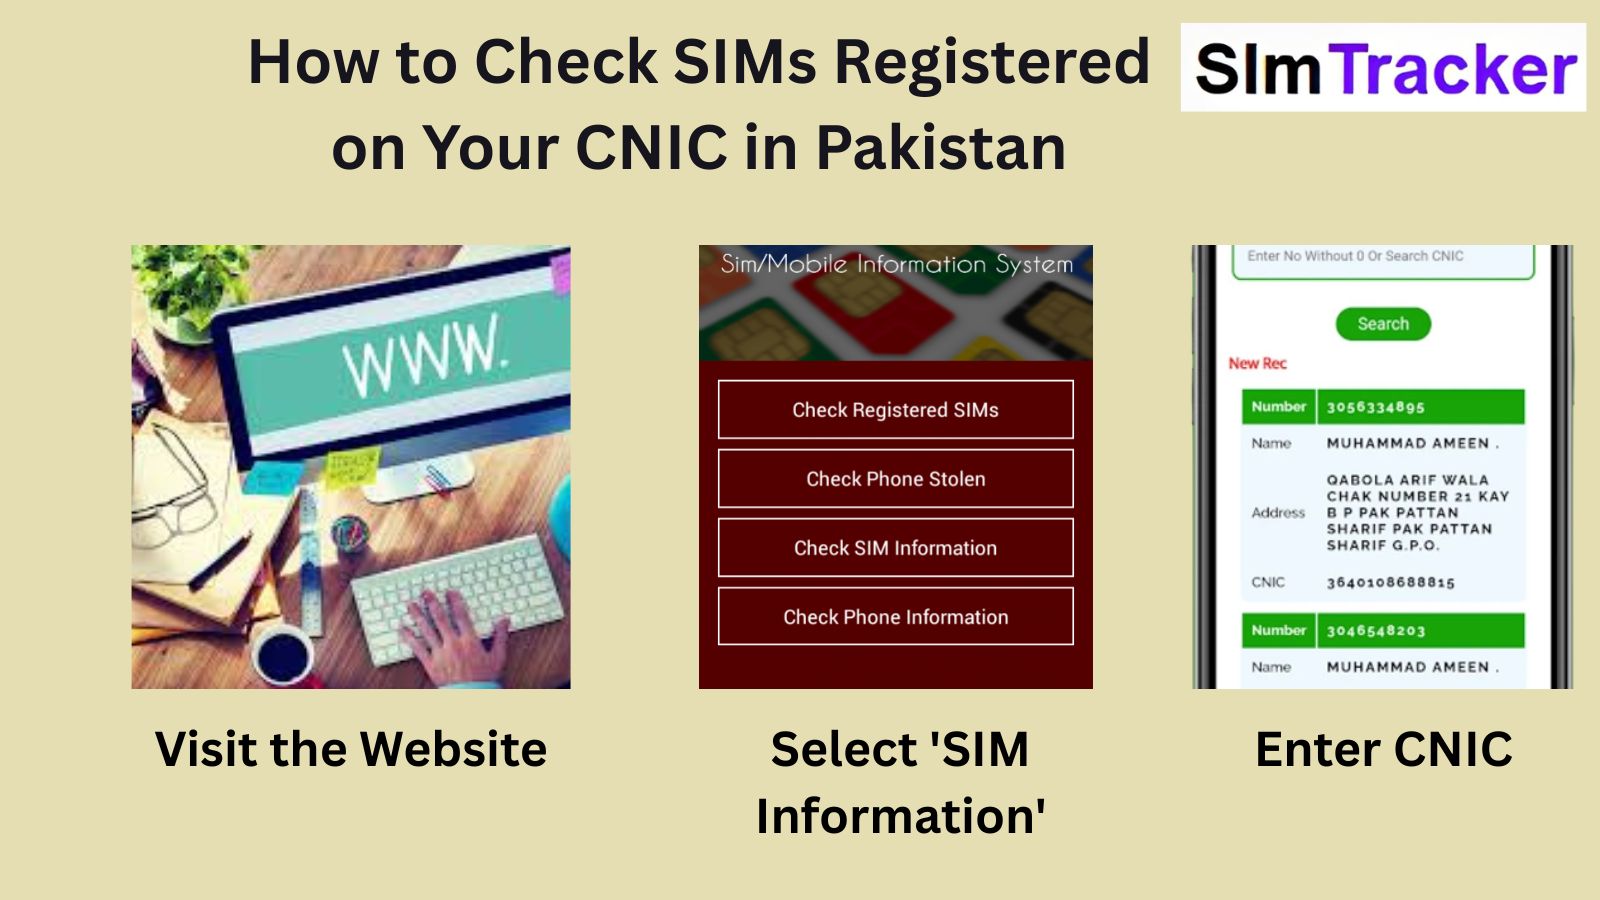 How to Check SIMs Registered
on Your CNIC in Pakistan
SImTracker
WWW.
Visit the Website
Sim/Mobile Information System
Check Registered SIMs
Check Phone Stolen
Check SIM Information
Check Phone Information
Select 'SIM
Information'
Enter No Without 0 Or Search CNIC
Search
New Rec
Number 3056334895
Name MUHAMMAD AMEEN .
QABOLA ARIF WALA
CHAK NUMBER 21 KAY
Address B P PAK PATTAN
SHARIF PAK PATTAN
SHARIF G.P.O.
CNIC 3640108688815
Number 3046548203
Name MUHAMMAD AMEEN .
Enter CNIC